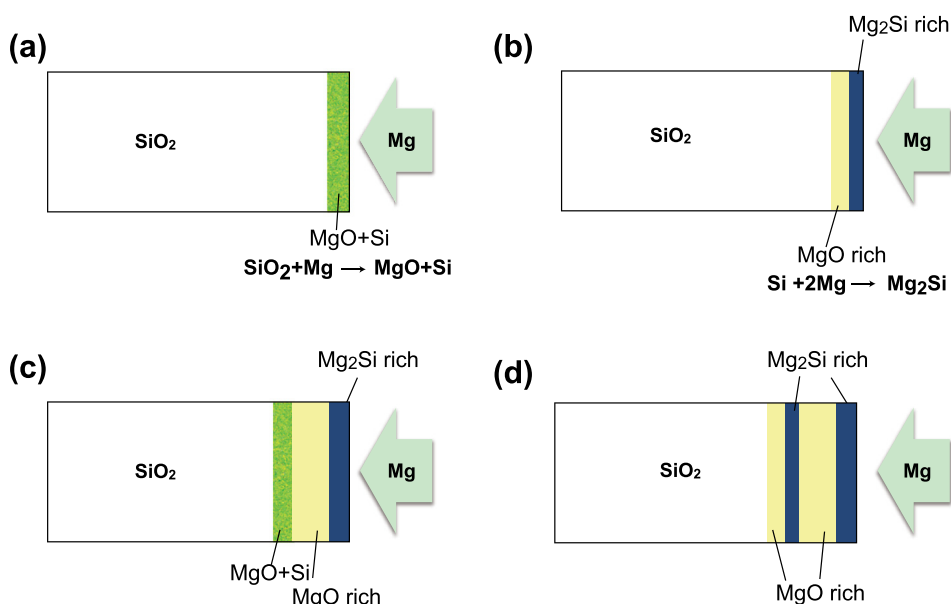 (a)
SiO₂
Mg
MgO+Si
SiO₂+Mg → MgO+Si
(b)
Mg₂Si rich
SiO₂
Mg
MgO rich
Si +2Mg → Mg₂Si
(c)
Mg₂Si rich
SiO₂
Mg
MgO+Si
MgO rich
(d)
Mg₂Si rich
SiO₂
Mg
MgO rich